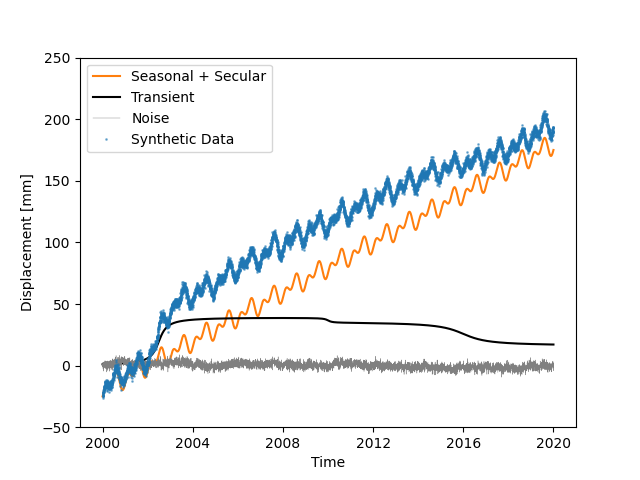 250
200
150
100
50
0
−50
Displacement [mm]
Seasonal + Secular
Transient
Noise
Synthetic Data
2000 2004 2008 2012 2016 2020
Time